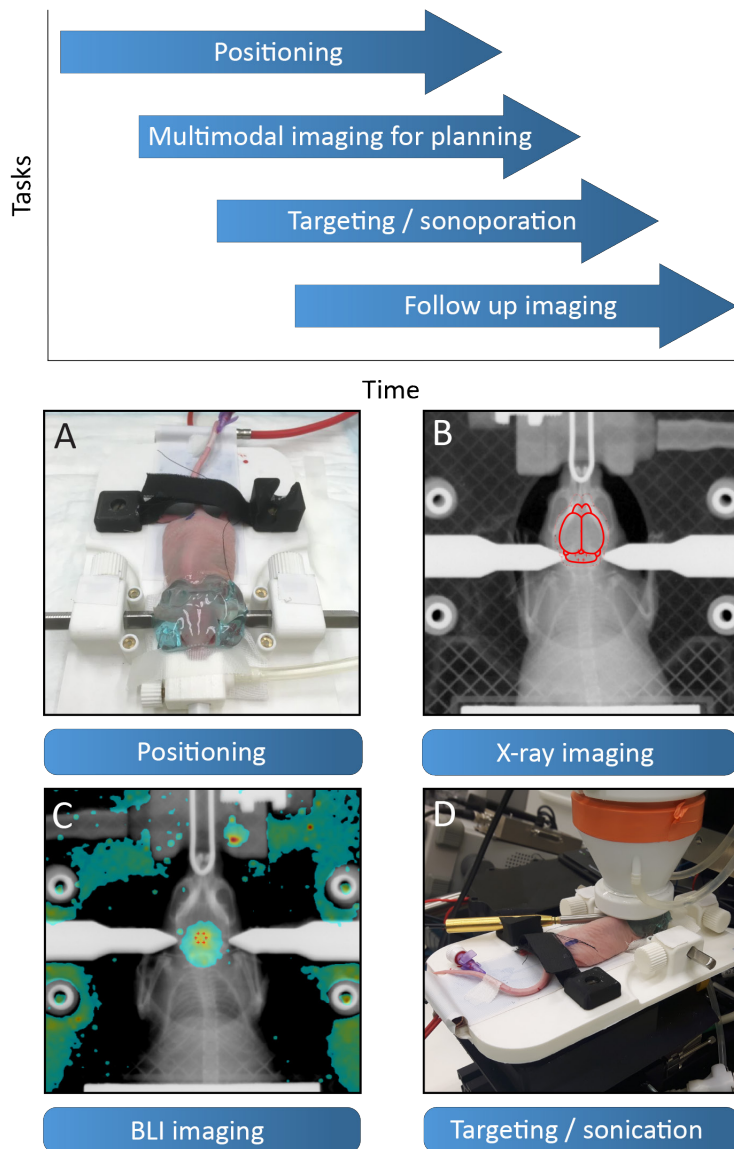 Positioning
Multimodal imaging for planning
Targeting / sonoporation
Follow up imaging
Tasks
Time
A
B
Positioning
X-ray imaging
C
D
BLI imaging
Targeting / sonication